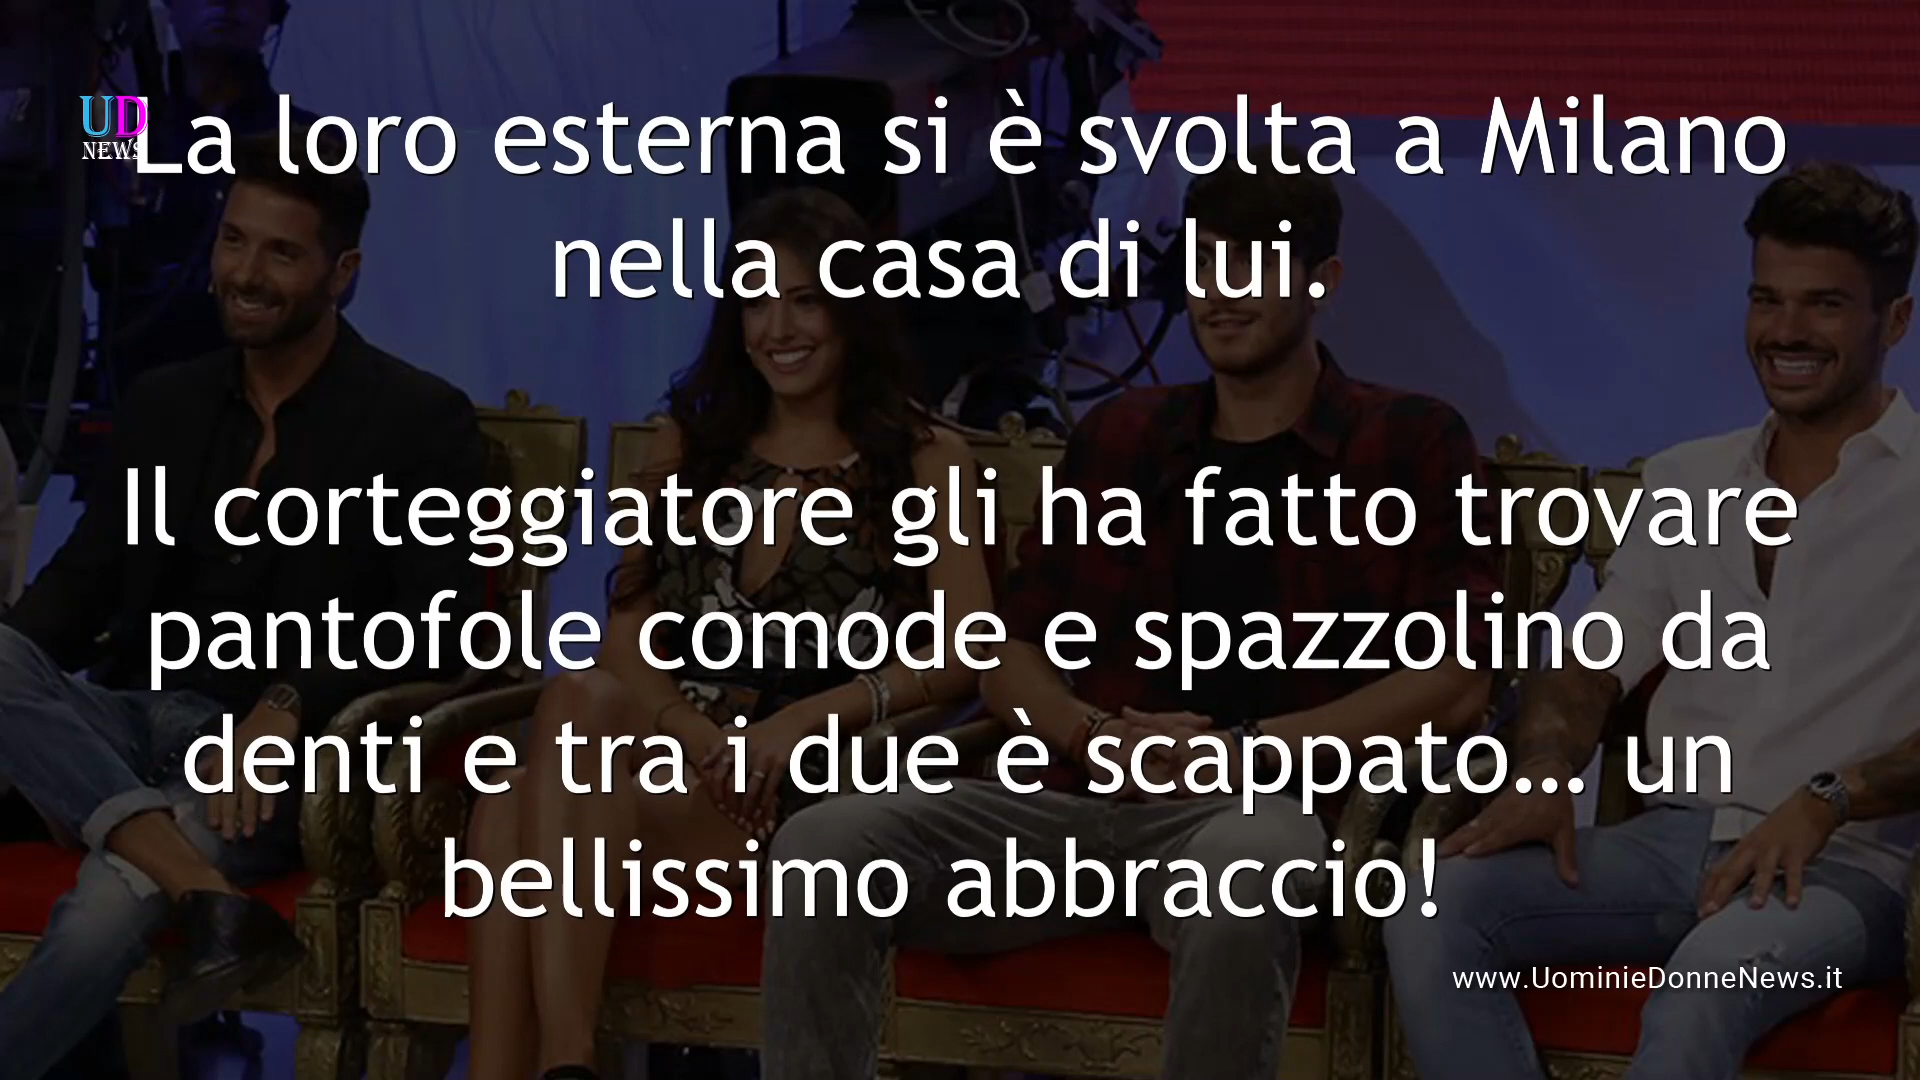 UD
NEWS
La loro esterna si è svolta a Milano
nella casa di lui.
Il corteggiatore gli ha fatto trovare
pantofole comode e spazzolino da
denti e tra i due è scappato... un
bellissimo abbraccio!
www.UominieDonneNews.it